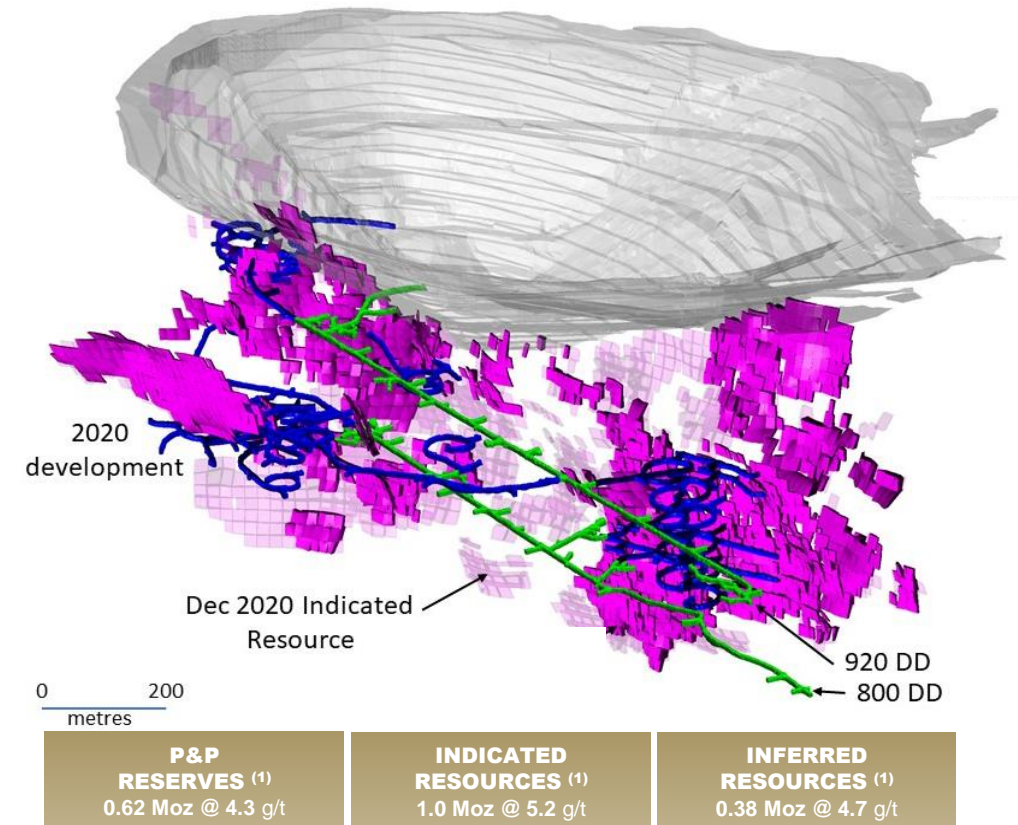 2020
development
Dec 2020 Indicated
Resource
920 DD
800 DD
0 200
metres
P&P
RESERVES (1)
0.62 Moz @ 4.3 g/t
INDICATED
RESOURCES (1)
1.0 Moz @ 5.2 g/t
INFERRED
RESOURCES (1)
0.38 Moz @ 4.7 g/t